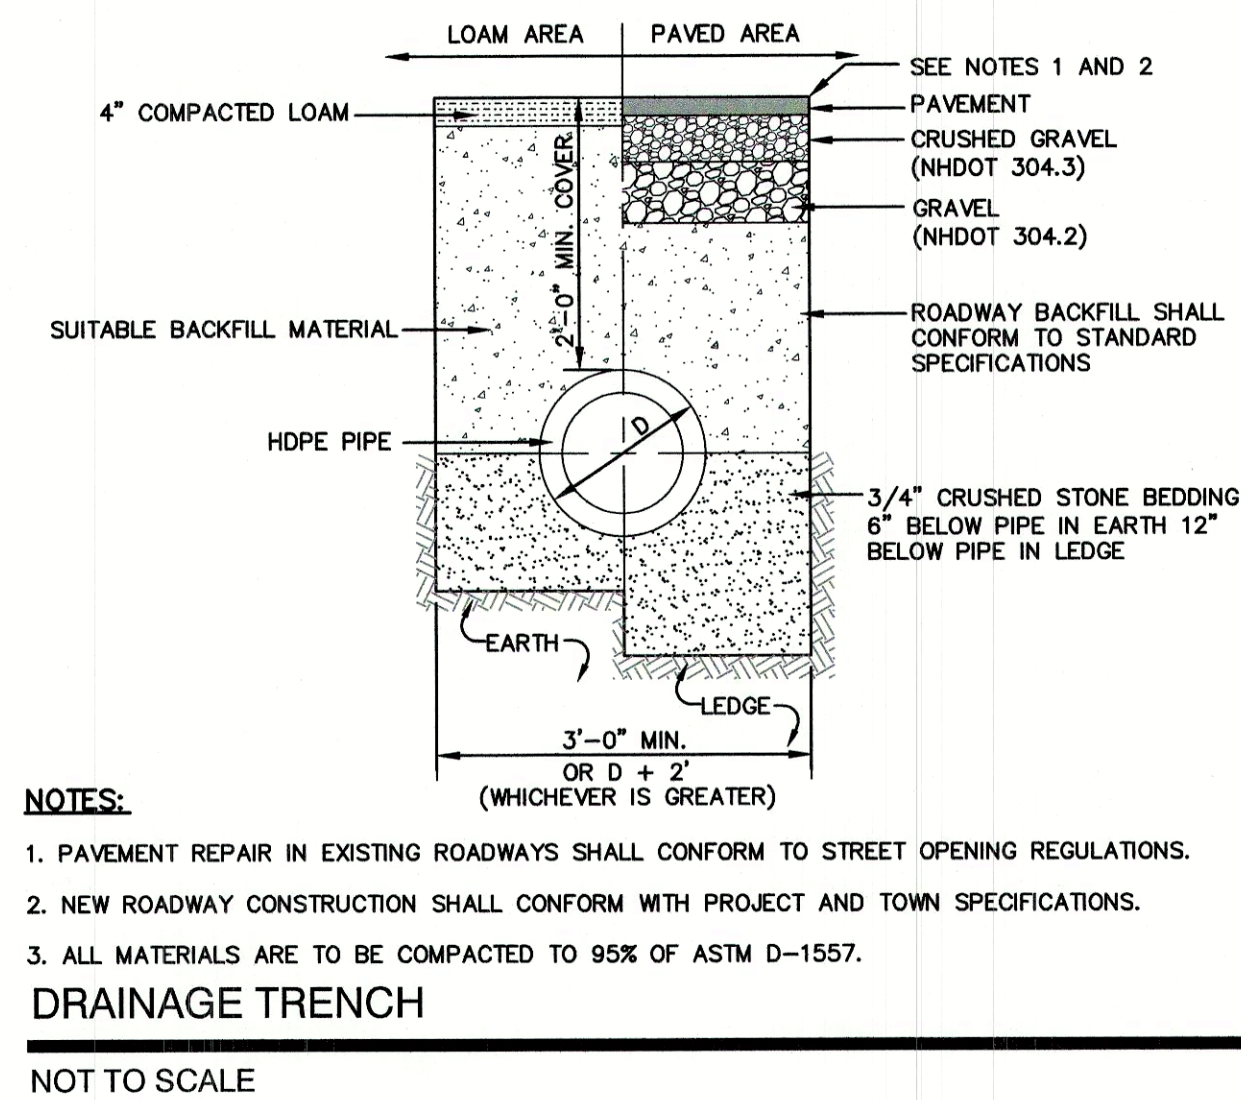 LOAM AREA
PAVED AREA
SEE NOTES 1 AND 2
4" COMPACTED LOAM
PAVEMENT
CRUSHED GRAVEL
(NHDOT 304.3)
GRAVEL
(NHDOT 304.2)
2'-0" MIN. COVER
SUITABLE BACKFILL MATERIAL
ROADWAY BACKFILL SHALL
CONFORM TO STANDARD
SPECIFICATIONS
D
HDPE PIPE
3/4" CRUSHED STONE BEDDING
6" BELOW PIPE IN EARTH 12"
BELOW PIPE IN LEDGE
EARTH
LEDGE
3'-0" MIN.
OR D + 2'
(WHICHEVER IS GREATER)
NOTES:
1. PAVEMENT REPAIR IN EXISTING ROADWAYS SHALL CONFORM TO STREET OPENING REGULATIONS.
2. NEW ROADWAY CONSTRUCTION SHALL CONFORM WITH PROJECT AND TOWN SPECIFICATIONS.
3. ALL MATERIALS ARE TO BE COMPACTED TO 95% OF ASTM D-1557.
DRAINAGE TRENCH
NOT TO SCALE